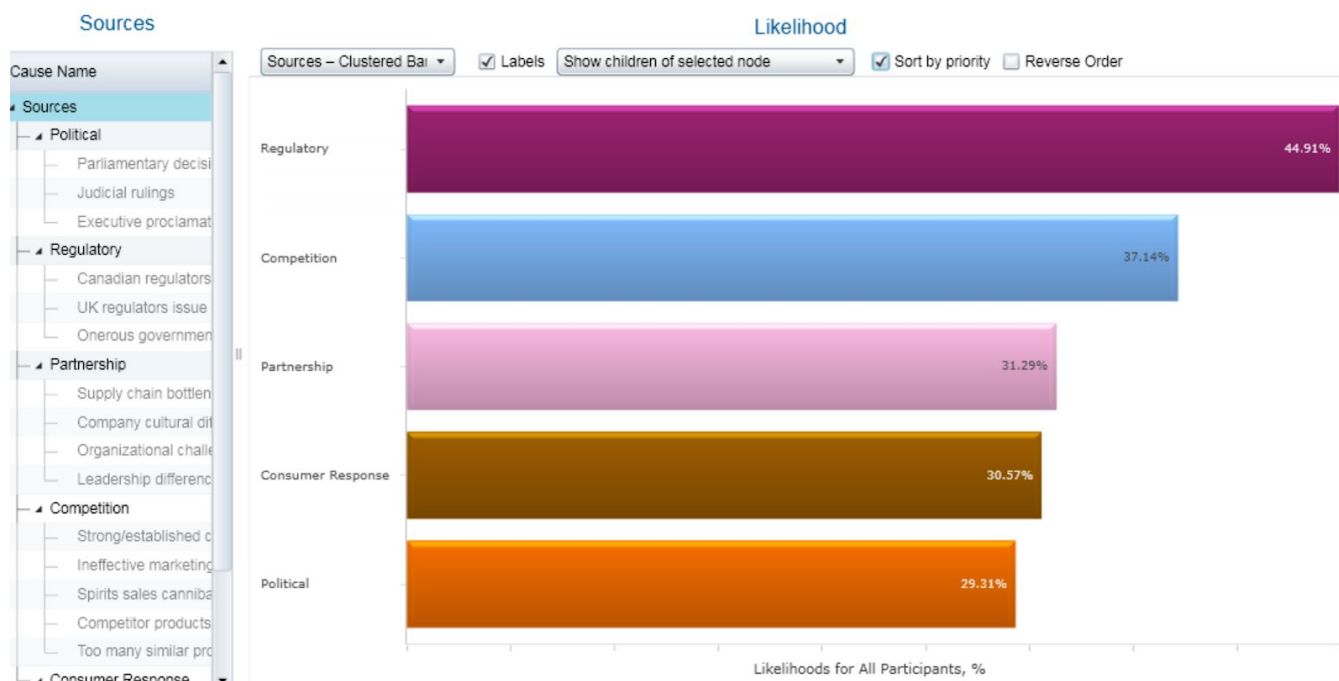 Sources
Likelihood
Cause Name
Sources – Clustered Bar
Labels
Show children of selected node
Sort by priority
Reverse Order
Sources
Political
Parliamentary decisi
Judicial rulings
Executive proclamat
Regulatory
Canadian regulators
UK regulators issue
Onerous governmen
Partnership
Supply chain bottlen
Company cultural dif
Organizational challe
Leadership differenc
Competition
Strong/established c
Ineffective marketing
Spirits sales canniba
Competitor products
Too many similar pro
Consumer Response
Regulatory
44.91%
Competition
37.14%
Partnership
31.29%
Consumer Response
30.57%
Political
29.31%
Likelihoods for All Participants, %